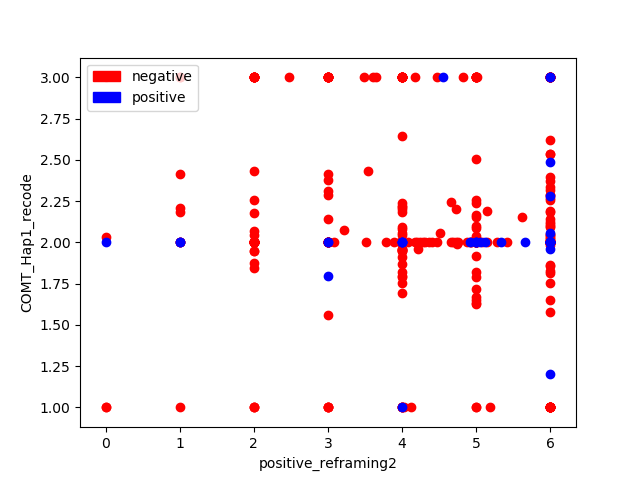 negative
positive
3.00
2.75
2.50
2.25
2.00
1.75
1.50
1.25
1.00
COMT_Hap1_recode
0 1 2 3 4 5 6
positive_reframing2